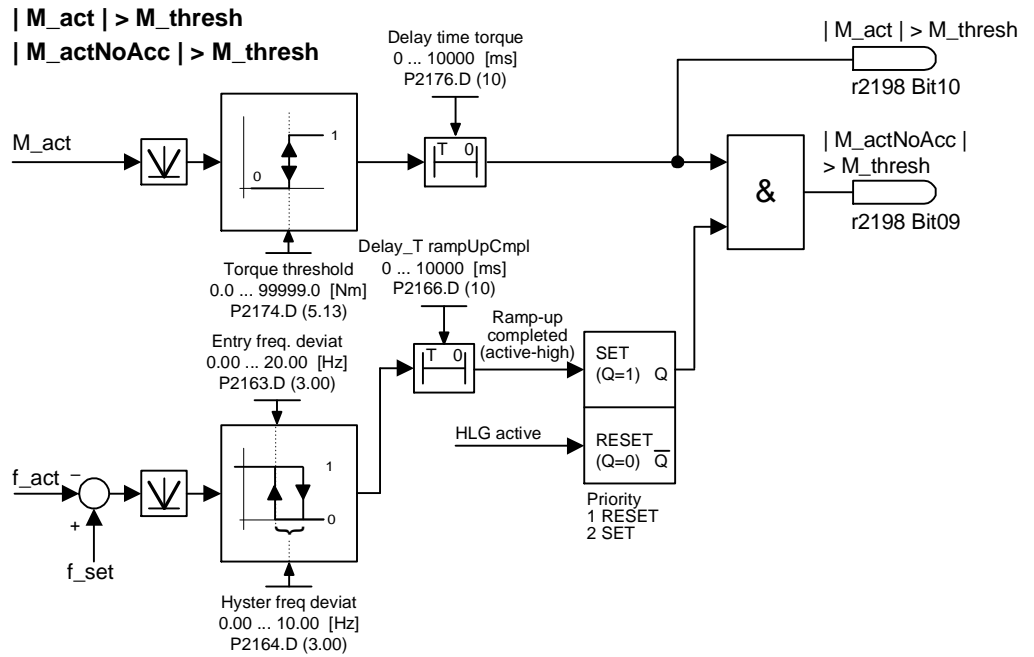 | M_act | > M_thresh
| M_actNoAcc | > M_thresh
| M_act | > M_thresh
r2198 Bit10
Delay time torque
0 ... 10000 [ms]
P2176.D (10)
M_act
1
0
T 0
&
| M_actNoAcc |
> M_thresh
r2198 Bit09
Torque threshold
0.0 ... 99999.0 [Nm]
P2174.D (5.13)
Delay_T rampUpCmpl
0 ... 10000 [ms]
P2166.D (10)
Entry freq. deviat
0.00 ... 20.00 [Hz]
P2163.D (3.00)
T 0
Ramp-up
completed
(active-high)
SET
(Q=1) Q
HLG active
RESET
(Q=0) Q̅
Priority
1 RESET
2 SET
f_act
−
+
f_set
1
0
Hyster freq deviat
0.00 ... 10.00 [Hz]
P2164.D (3.00)